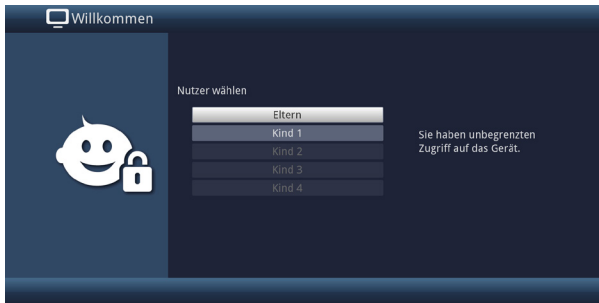 Willkommen
Nutzer wählen
Eltern
Kind 1
Kind 2
Kind 3
Kind 4
Sie haben unbegrenzten
Zugriff auf das Gerät.